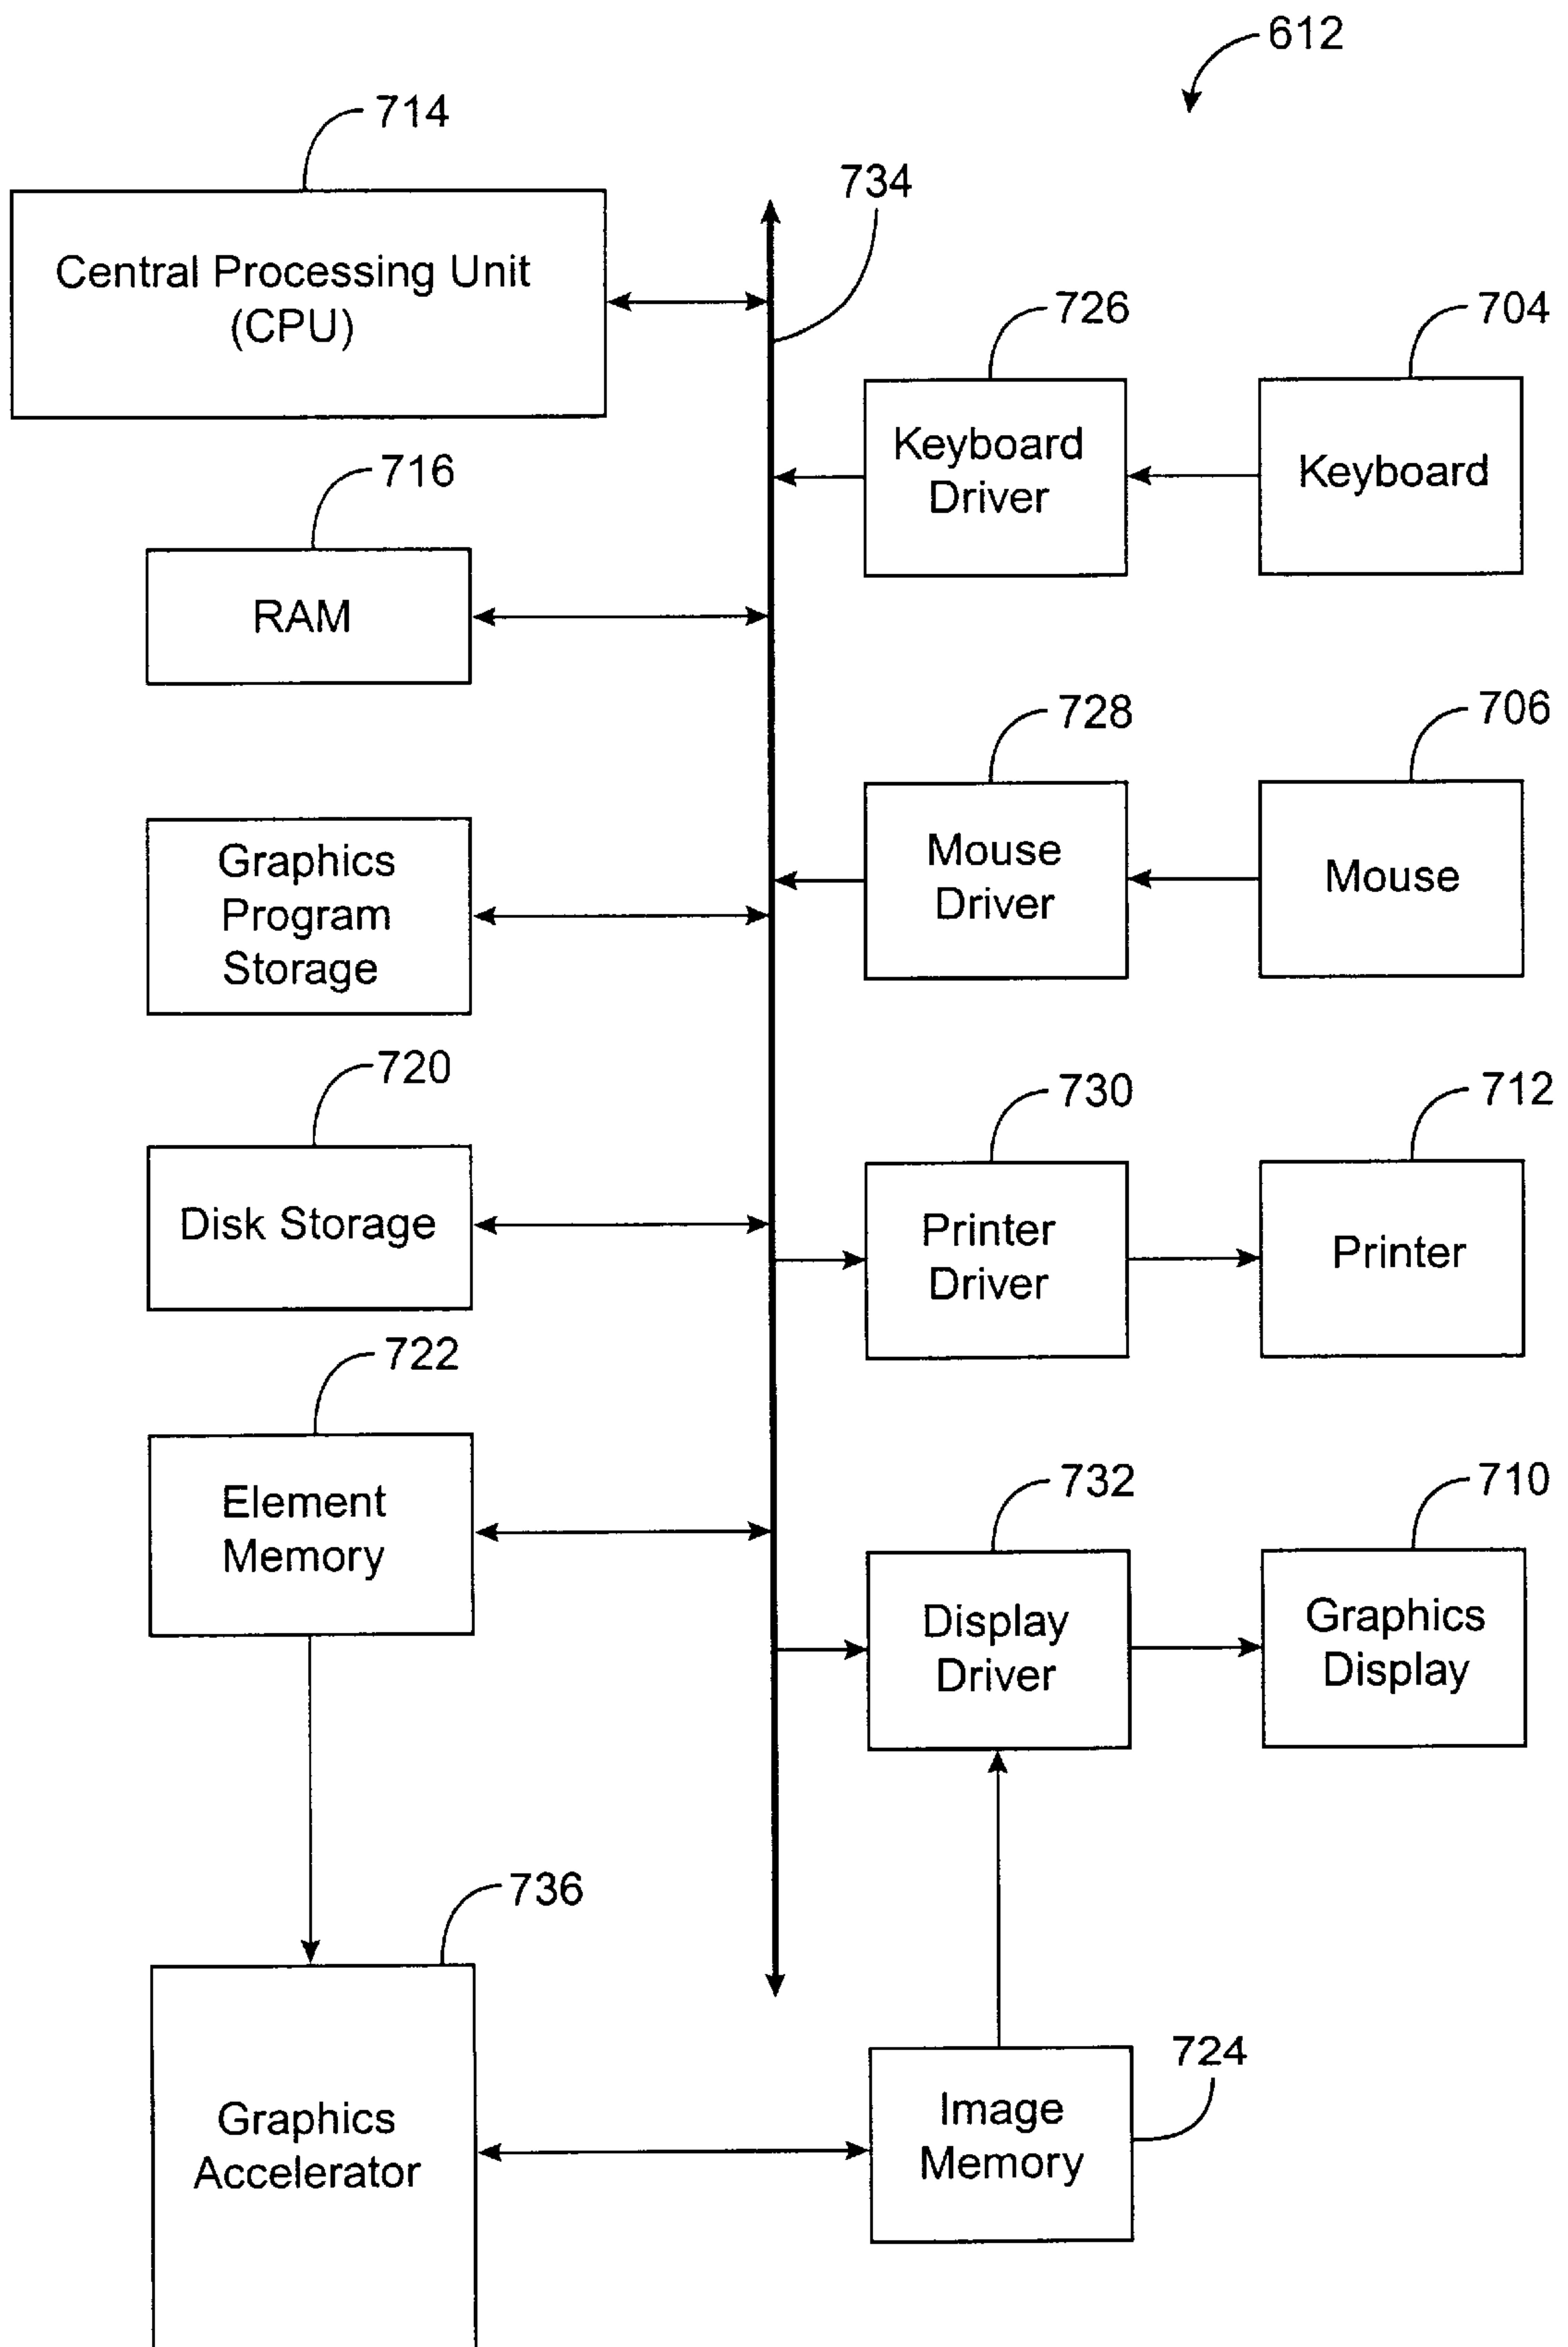 612
714
Central Processing Unit
(CPU)
734
726
Keyboard
Driver
704
Keyboard
716
RAM
728
Mouse
Driver
706
Mouse
Graphics
Program
Storage
720
Disk Storage
730
Printer
Driver
712
Printer
722
Element
Memory
732
Display
Driver
710
Graphics
Display
736
Graphics
Accelerator
724
Image
Memory